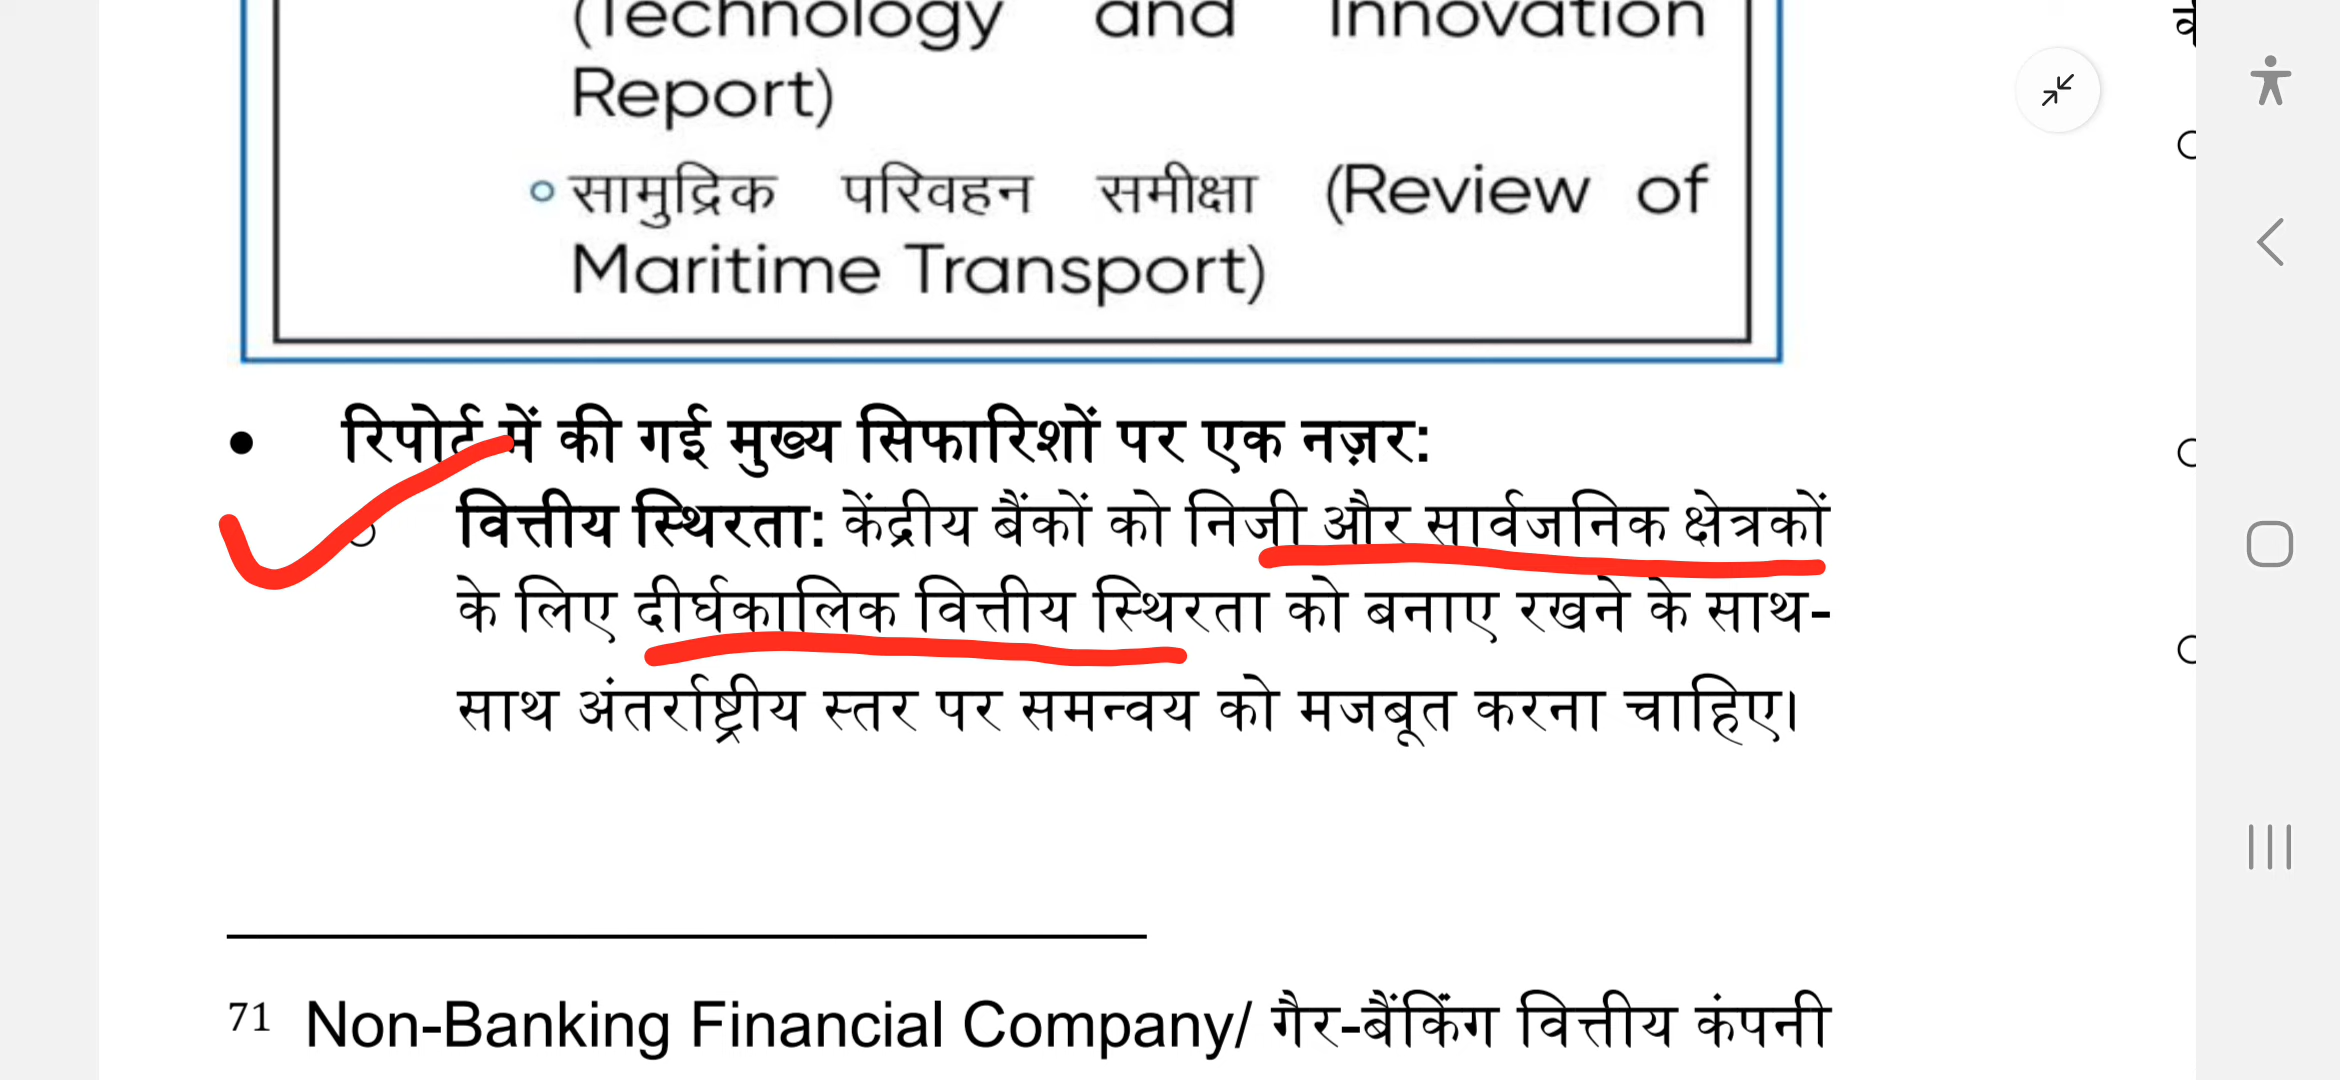 (Technology and Innovation
Report)
सामुद्रिक परिवहन समीक्षा (Review of
Maritime Transport)
रिपोर्ट में की गई मुख्य सिफारिशों पर एक नज़र:
वित्तीय स्थिरता: केंद्रीय बैंकों को निजी और सार्वजनिक क्षेत्रकों
के लिए दीर्घकालिक वित्तीय स्थिरता को बनाए रखने के साथ-
साथ अंतर्राष्ट्रीय स्तर पर समन्वय को मजबूत करना चाहिए।
71 Non-Banking Financial Company/ गैर-बैंकिंग वित्तीय कंपनी